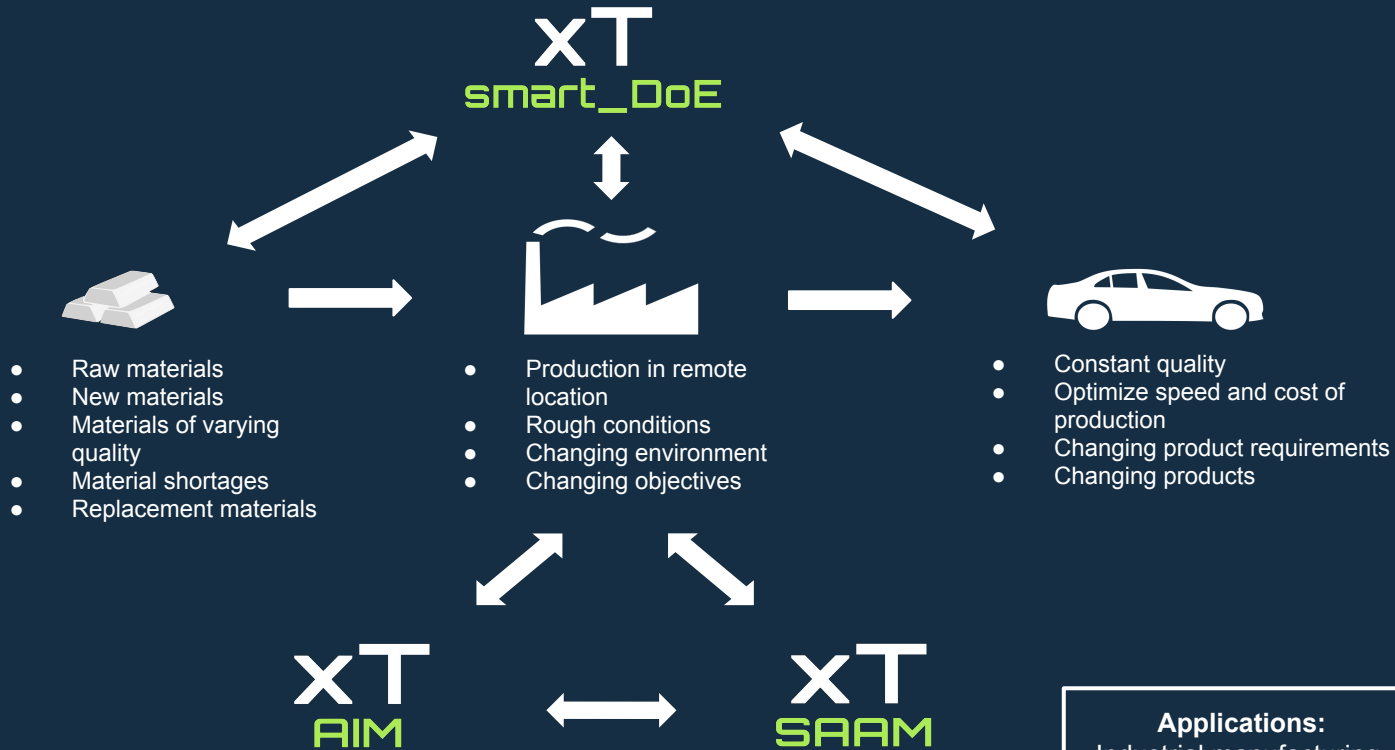 xT
smart_DoE
● Raw materials
● New materials
● Materials of varying
quality
● Material shortages
● Replacement materials
● Production in remote
location
● Rough conditions
● Changing environment
● Changing objectives
● Constant quality
● Optimize speed and cost of
production
● Changing product requirements
● Changing products
xT
AIM
xT
SAAM
Applications:
Industrial manufacturing